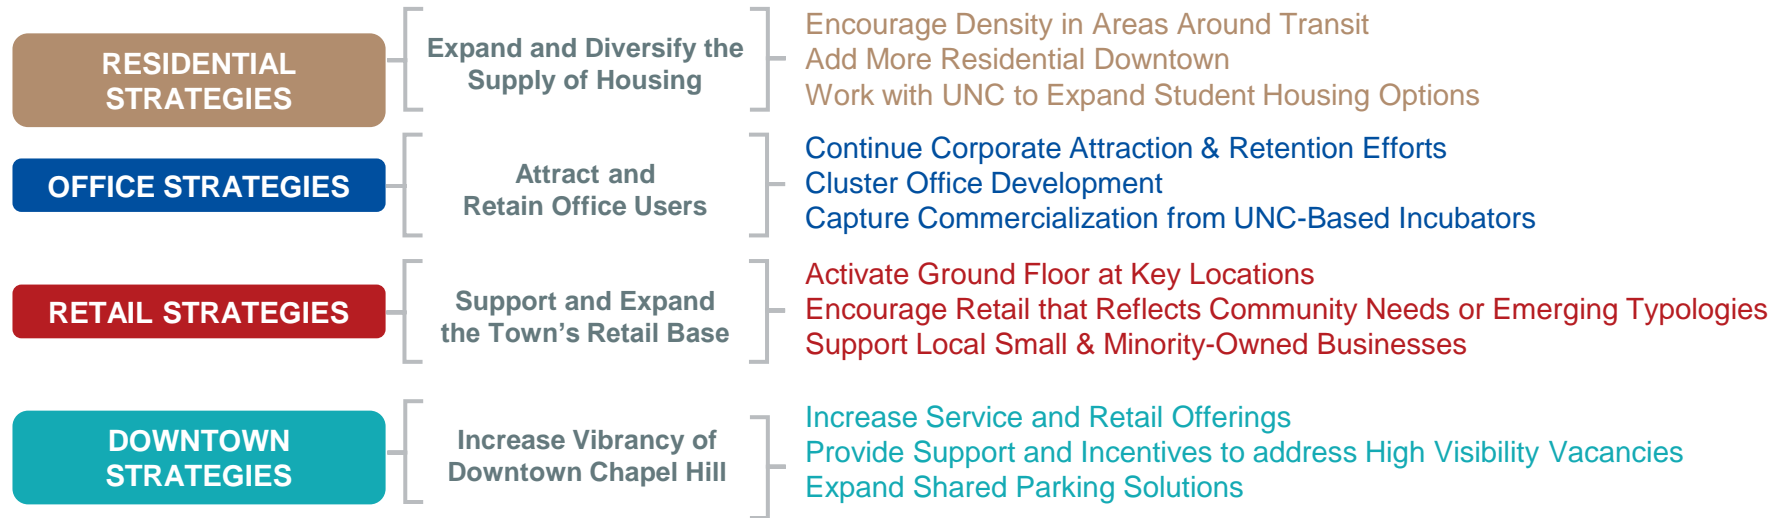 RESIDENTIAL
STRATEGIES
Expand and Diversify the
Supply of Housing
Encourage Density in Areas Around Transit
Add More Residential Downtown
Work with UNC to Expand Student Housing Options
OFFICE STRATEGIES
Attract and
Retain Office Users
Continue Corporate Attraction & Retention Efforts
Cluster Office Development
Capture Commercialization from UNC-Based Incubators
RETAIL STRATEGIES
Support and Expand
the Town's Retail Base
Activate Ground Floor at Key Locations
Encourage Retail that Reflects Community Needs or Emerging Typologies
Support Local Small & Minority-Owned Businesses
DOWNTOWN
STRATEGIES
Increase Vibrancy of
Downtown Chapel Hill
Increase Service and Retail Offerings
Provide Support and Incentives to address High Visibility Vacancies
Expand Shared Parking Solutions